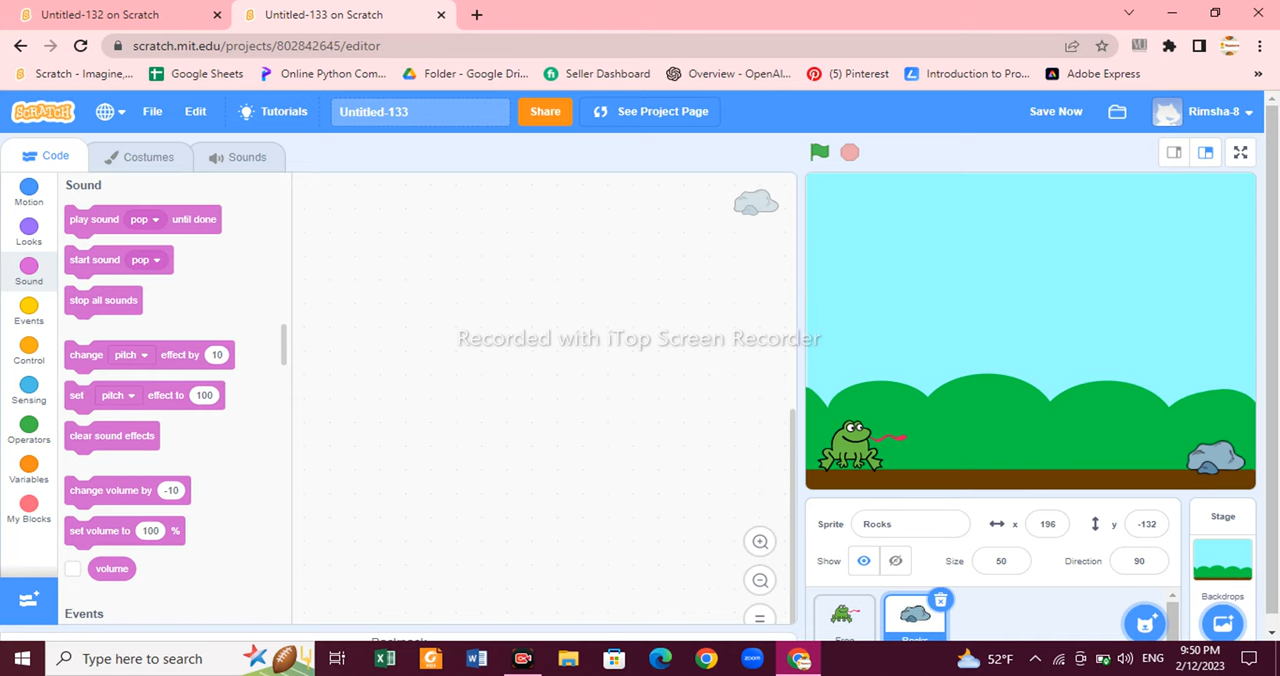 Untitled-132 on Scratch
Untitled-133 on Scratch
scratch.mit.edu/projects/802842645/editor
Scratch - Imagine,...
Google Sheets
Online Python Com...
Folder - Google Dri...
Seller Dashboard
Overview - OpenAI...
(5) Pinterest
Introduction to Pro...
Adobe Express
»
SCRATCH
File
Edit
Tutorials
Untitled-133
Share
See Project Page
Save Now
Rimsha-8
Code
Costumes
Sounds
Motion
Looks
Sound
Events
Control
Sensing
Operators
Variables
My Blocks
Sound
play sound pop until done
start sound pop
stop all sounds
change pitch effect by 10
set pitch effect to 100
clear sound effects
change volume by -10
set volume to 100 %
volume
Events
Recorded with iTop Screen Recorder
Sprite Rocks x 196 y -132
Show Size 50 Direction 90
Stage
Backdrops
Frog
Rocks
Backpack
Type here to search
52°F
ENG
9:50 PM
2/12/2023